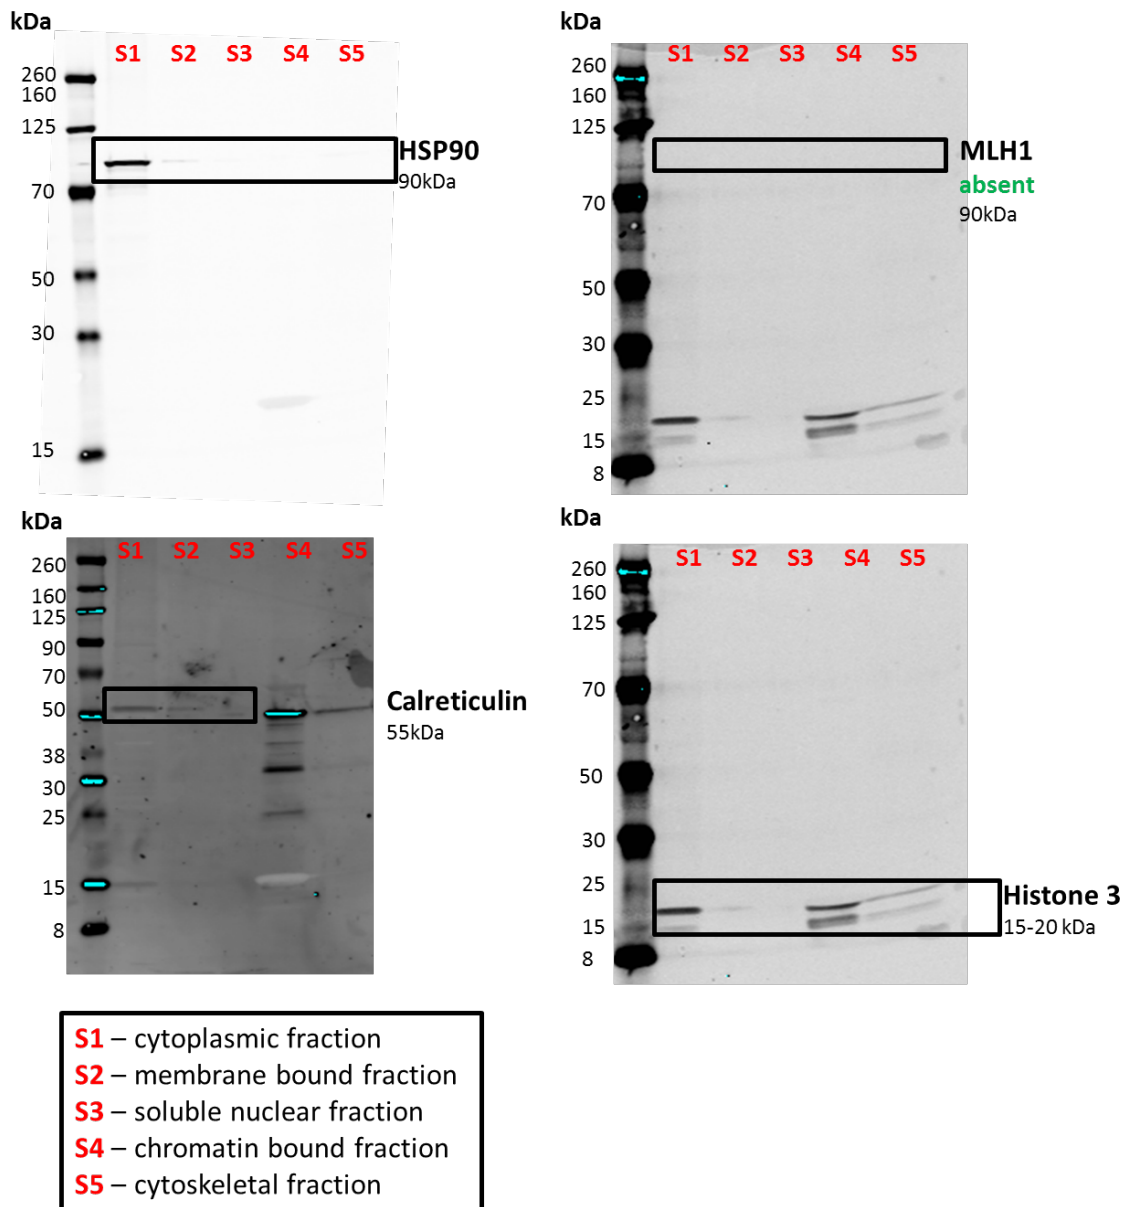 kDa
S1 S2 S3 S4 S5
260
160
125
70
50
30
15
HSP90
90kDa
kDa
S1 S2 S3 S4 S5
260
160
125
70
50
30
25
15
8
MLH1
absent
90kDa
kDa
S1 S2 S3 S4 S5
260
160
125
90
70
50
38
30
25
15
8
Calreticulin
55kDa
kDa
S1 S2 S3 S4 S5
260
160
125
70
50
30
25
15
8
Histone 3
15-20 kDa
S1 – cytoplasmic fraction
S2 – membrane bound fraction
S3 – soluble nuclear fraction
S4 – chromatin bound fraction
S5 – cytoskeletal fraction